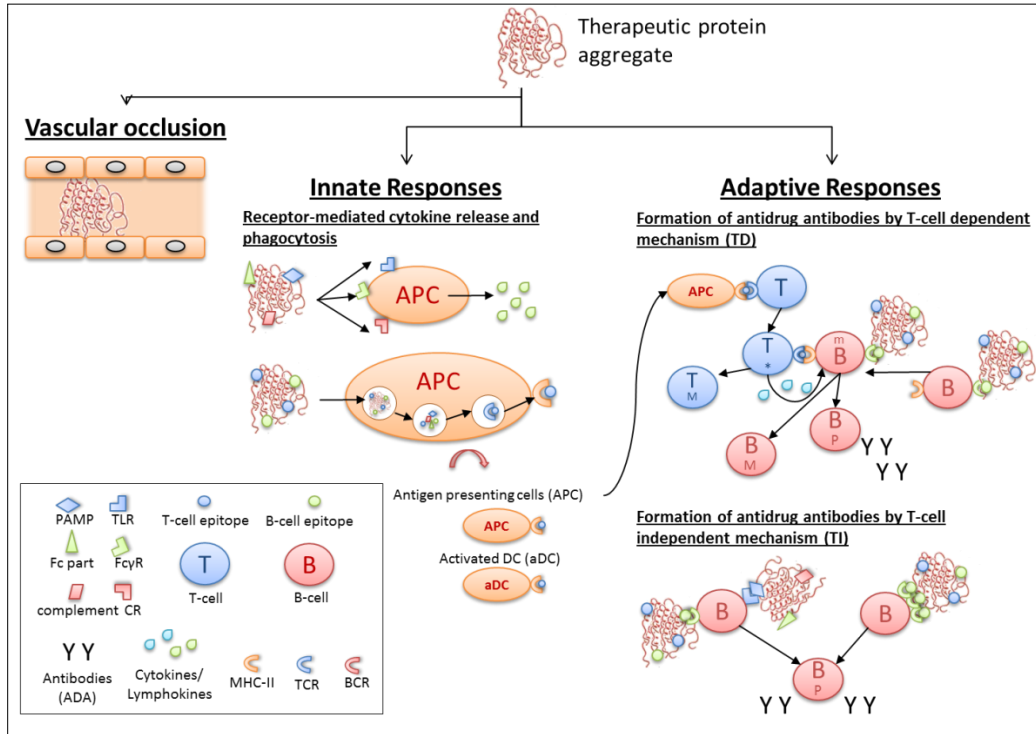 Therapeutic protein
aggregate
Vascular occlusion
Innate Responses
Receptor-mediated cytokine release and
phagocytosis
APC
APC
Antigen presenting cells (APC)
APC
Activated DC (aDC)
aDC
Adaptive Responses
Formation of antidrug antibodies by T-cell dependent
mechanism (TD)
APC
T
T
*
m
B
T
M
B
B
P
B
M
Y Y
Y Y
Formation of antidrug antibodies by T-cell
independent mechanism (TI)
B
B
B
P
Y Y
Y Y
PAMP
TLR
T-cell epitope
B-cell epitope
Fc part
FcγR
T
B
T-cell
B-cell
complement
CR
Y Y
Antibodies
(ADA)
Cytokines/
Lymphokines
MHC-II
TCR
BCR